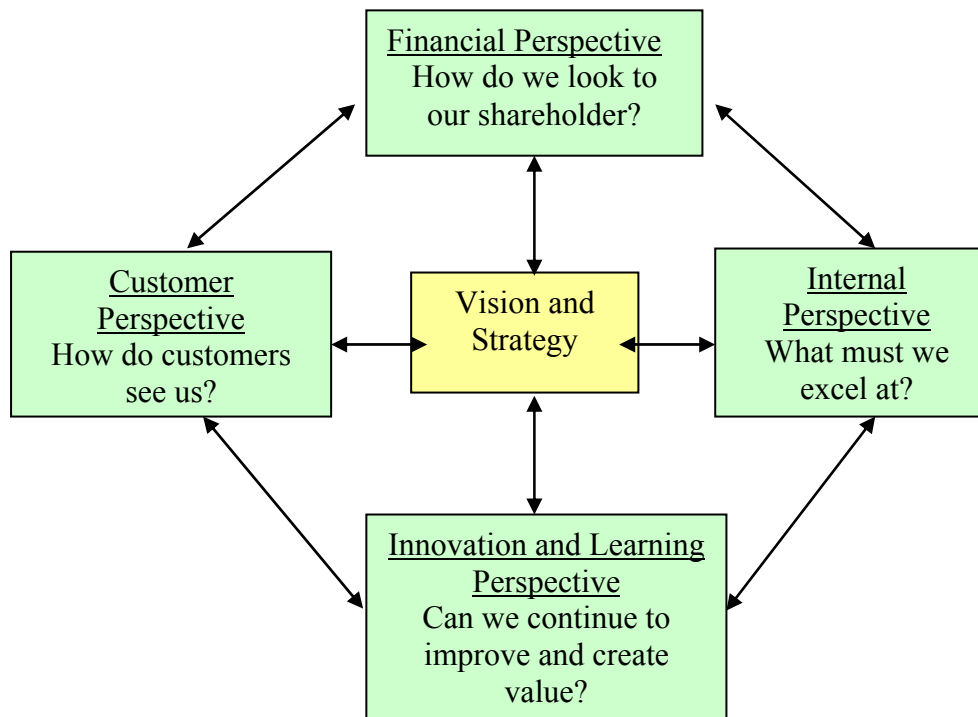 Financial Perspective
How do we look to
our shareholder?
Customer
Perspective
How do customers
see us?
Vision and
Strategy
Internal
Perspective
What must we
excel at?
Innovation and Learning
Perspective
Can we continue to
improve and create
value?